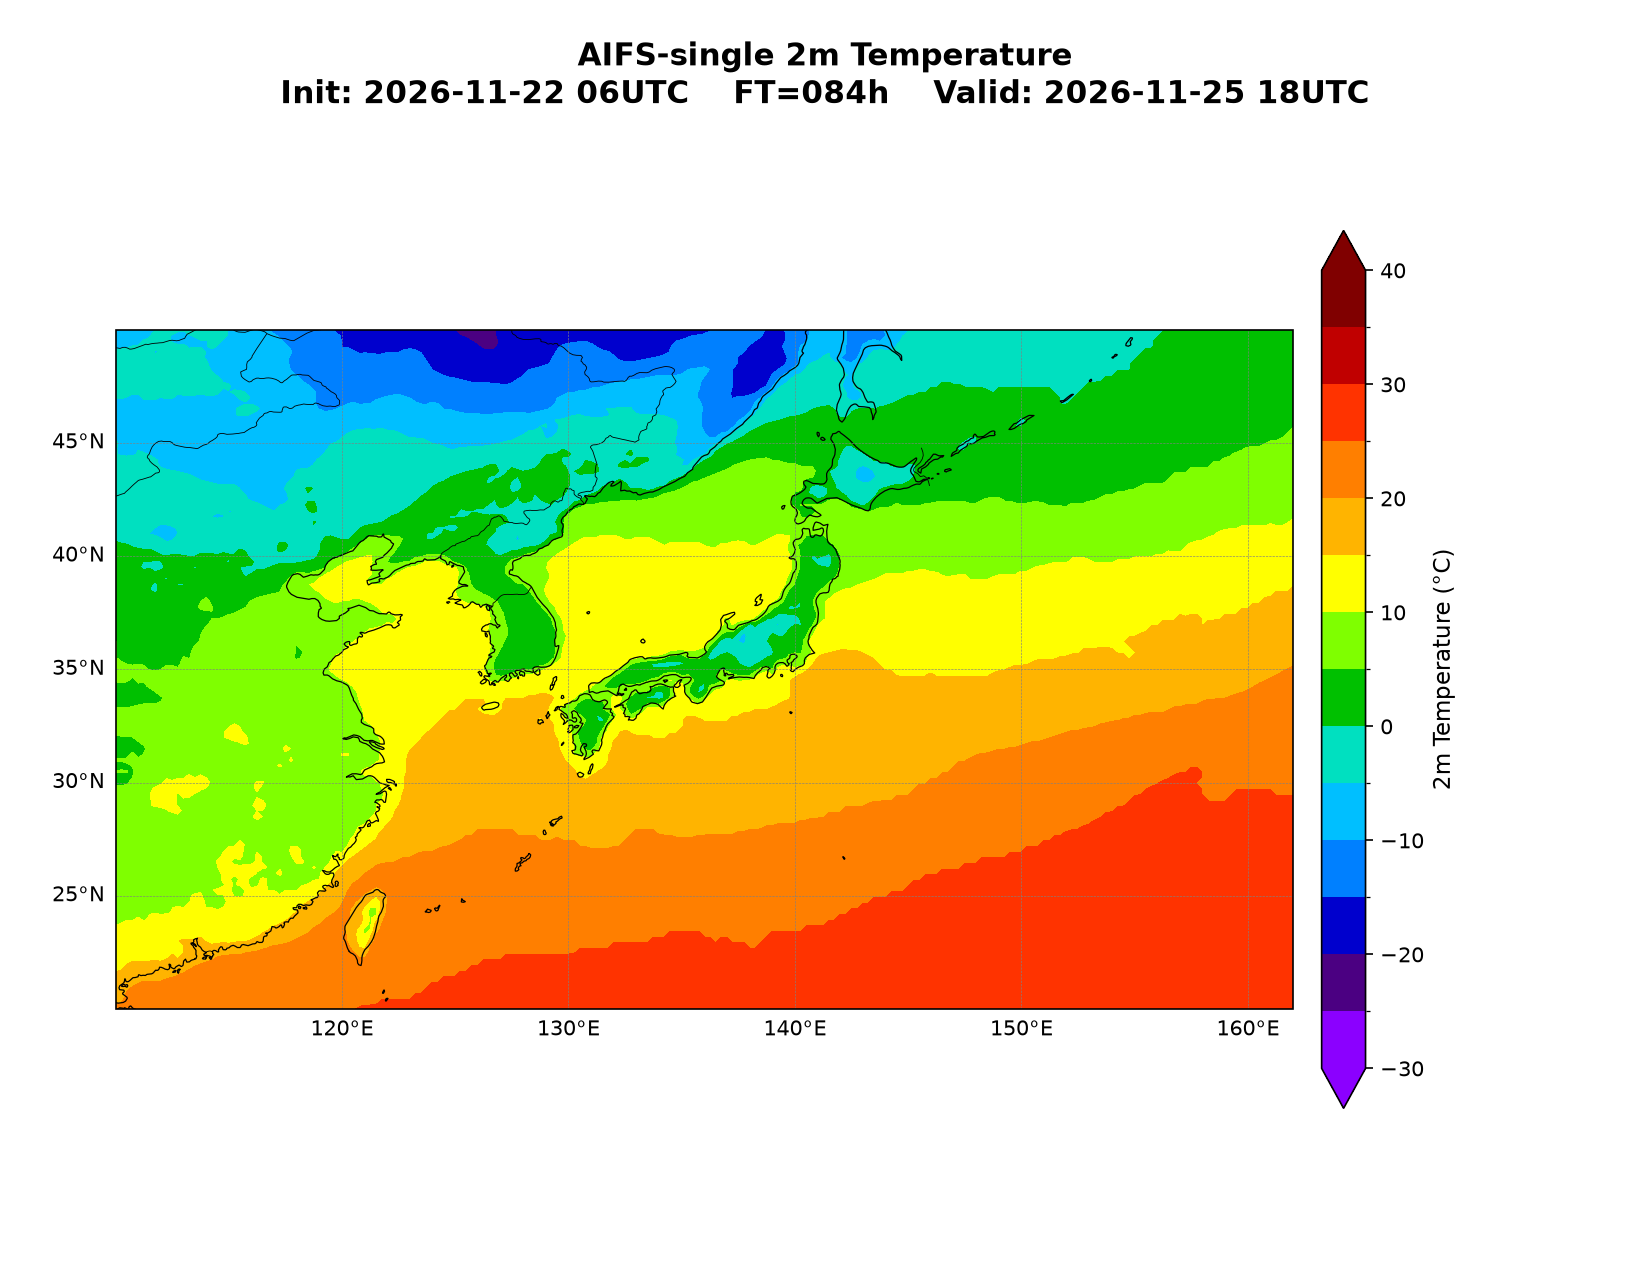 AIFS-single 2m Temperature
Init: 2026-11-22 06UTC    FT=084h    Valid: 2026-11-25 18UTC
45°N
40°N
35°N
30°N
25°N
120°E
130°E
140°E
150°E
160°E
40
30
20
10
0
−10
−20
−30
2m Temperature (°C)